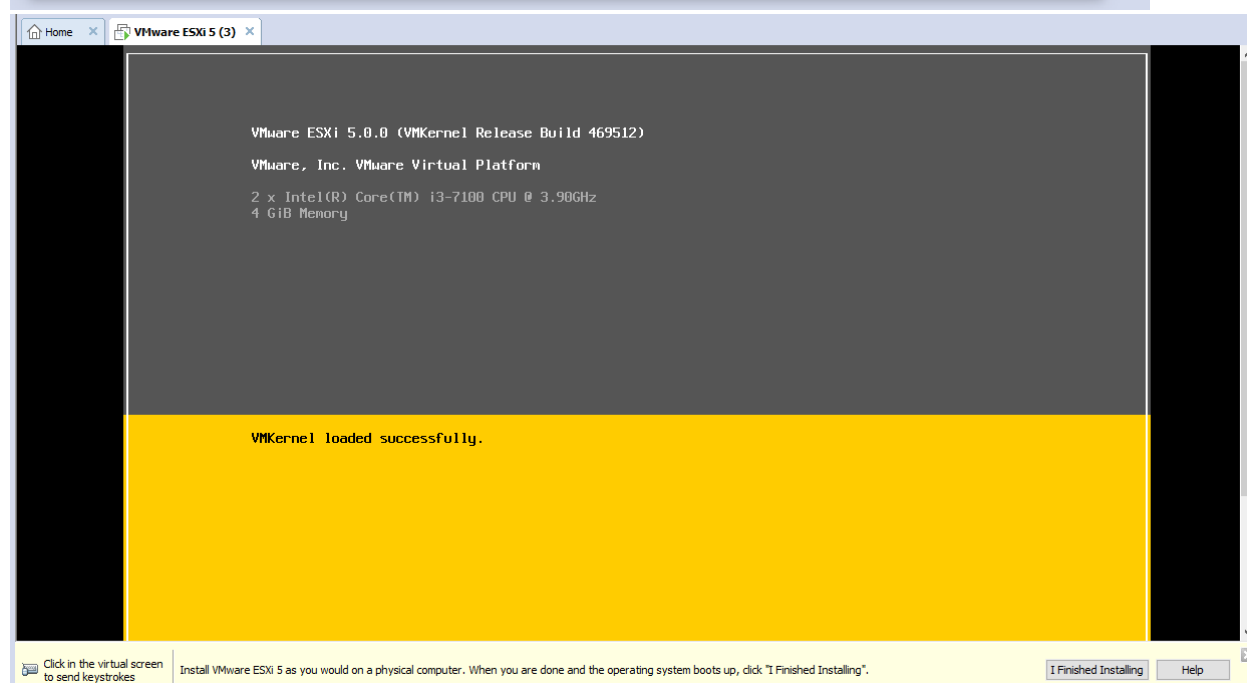 Home
VMware ESXi 5 (3)
VMware ESXi 5.0.0 (VMKernel Release Build 469512)
VMware, Inc. VMware Virtual Platform
2 x Intel(R) Core(TM) i3-7100 CPU @ 3.90GHz
4 GiB Memory
VMKernel loaded successfully.
Click in the virtual screen
to send keystrokes
Install VMware ESXi 5 as you would on a physical computer. When you are done and the operating system boots up, click "I Finished Installing".
I Finished Installing
Help